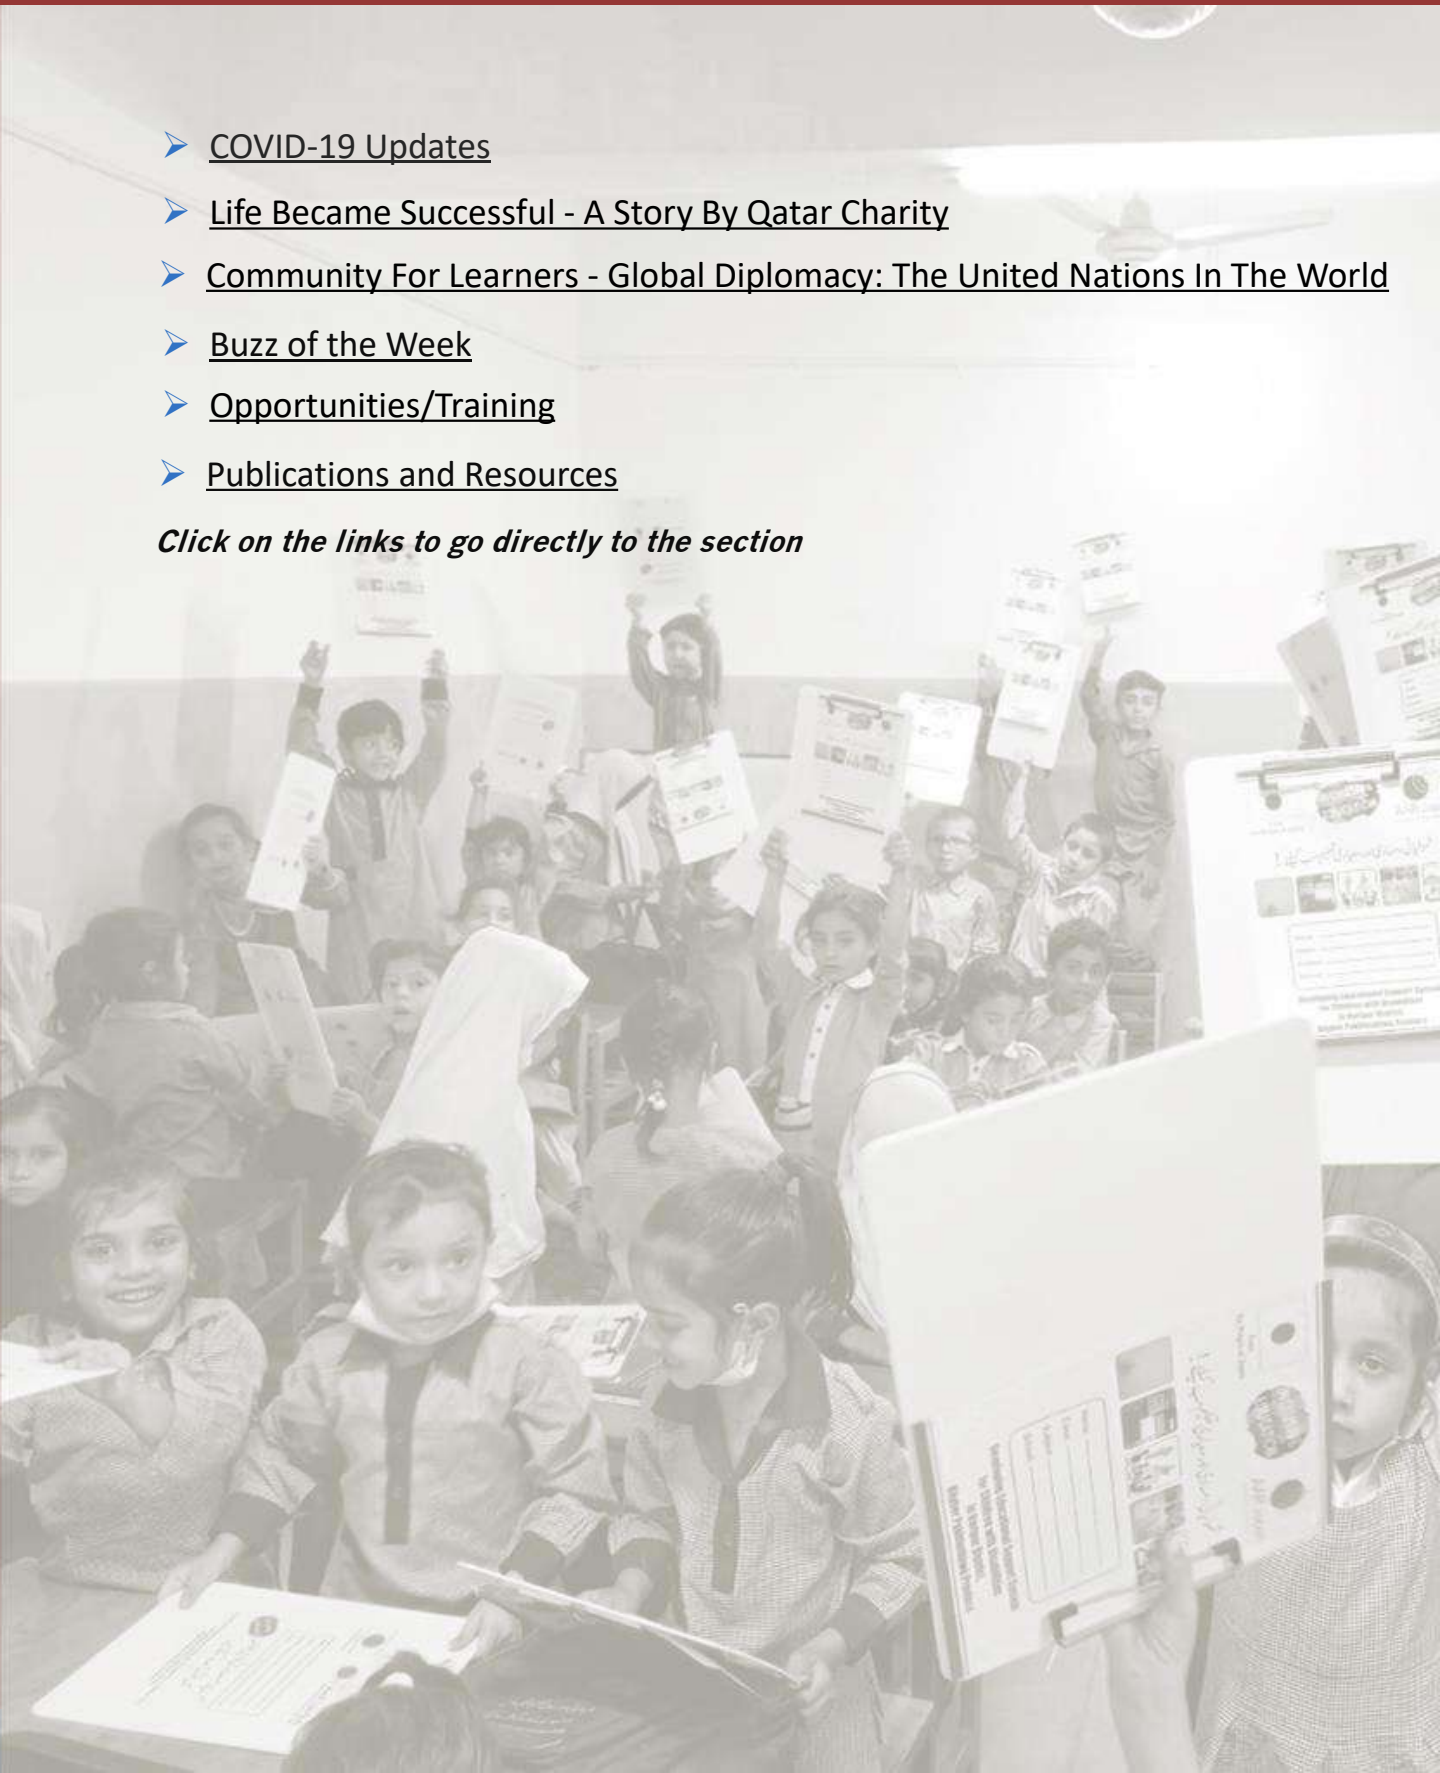 COVID-19 Updates
Life Became Successful - A Story By Qatar Charity
Community For Learners - Global Diplomacy: The United Nations In The World
Buzz of the Week
Opportunities/Training
Publications and Resources
Click on the links to go directly to the section